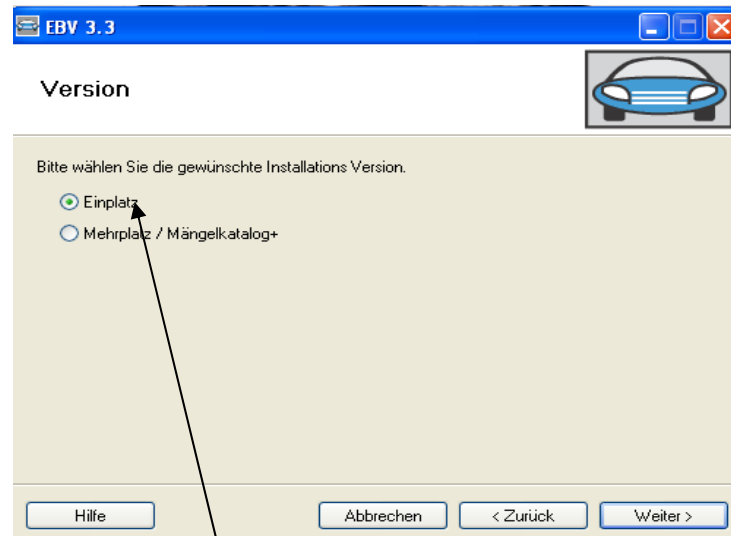 EBV 3.3
Version
Bitte wählen Sie die gewünschte Installations Version.
Einplatz
Mehrplatz / Mängelkatalog+
Hilfe
Abbrechen
< Zurück
Weiter >